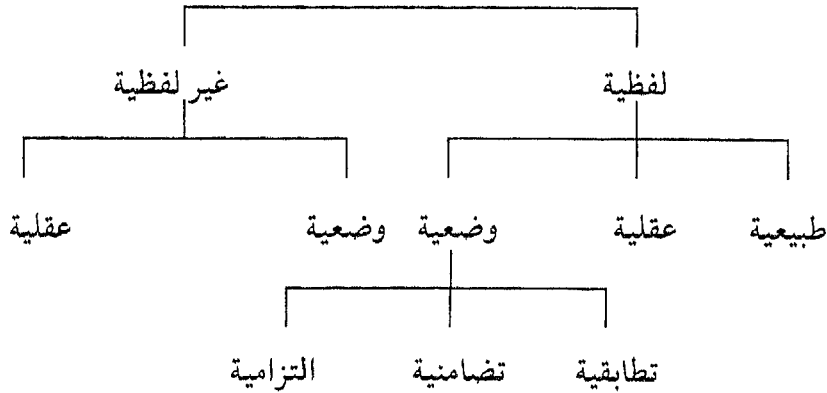 لفظية غير لفظية
طبيعية عقلية وضعية وضعية عقلية
تطابقية تضامنية التزامية